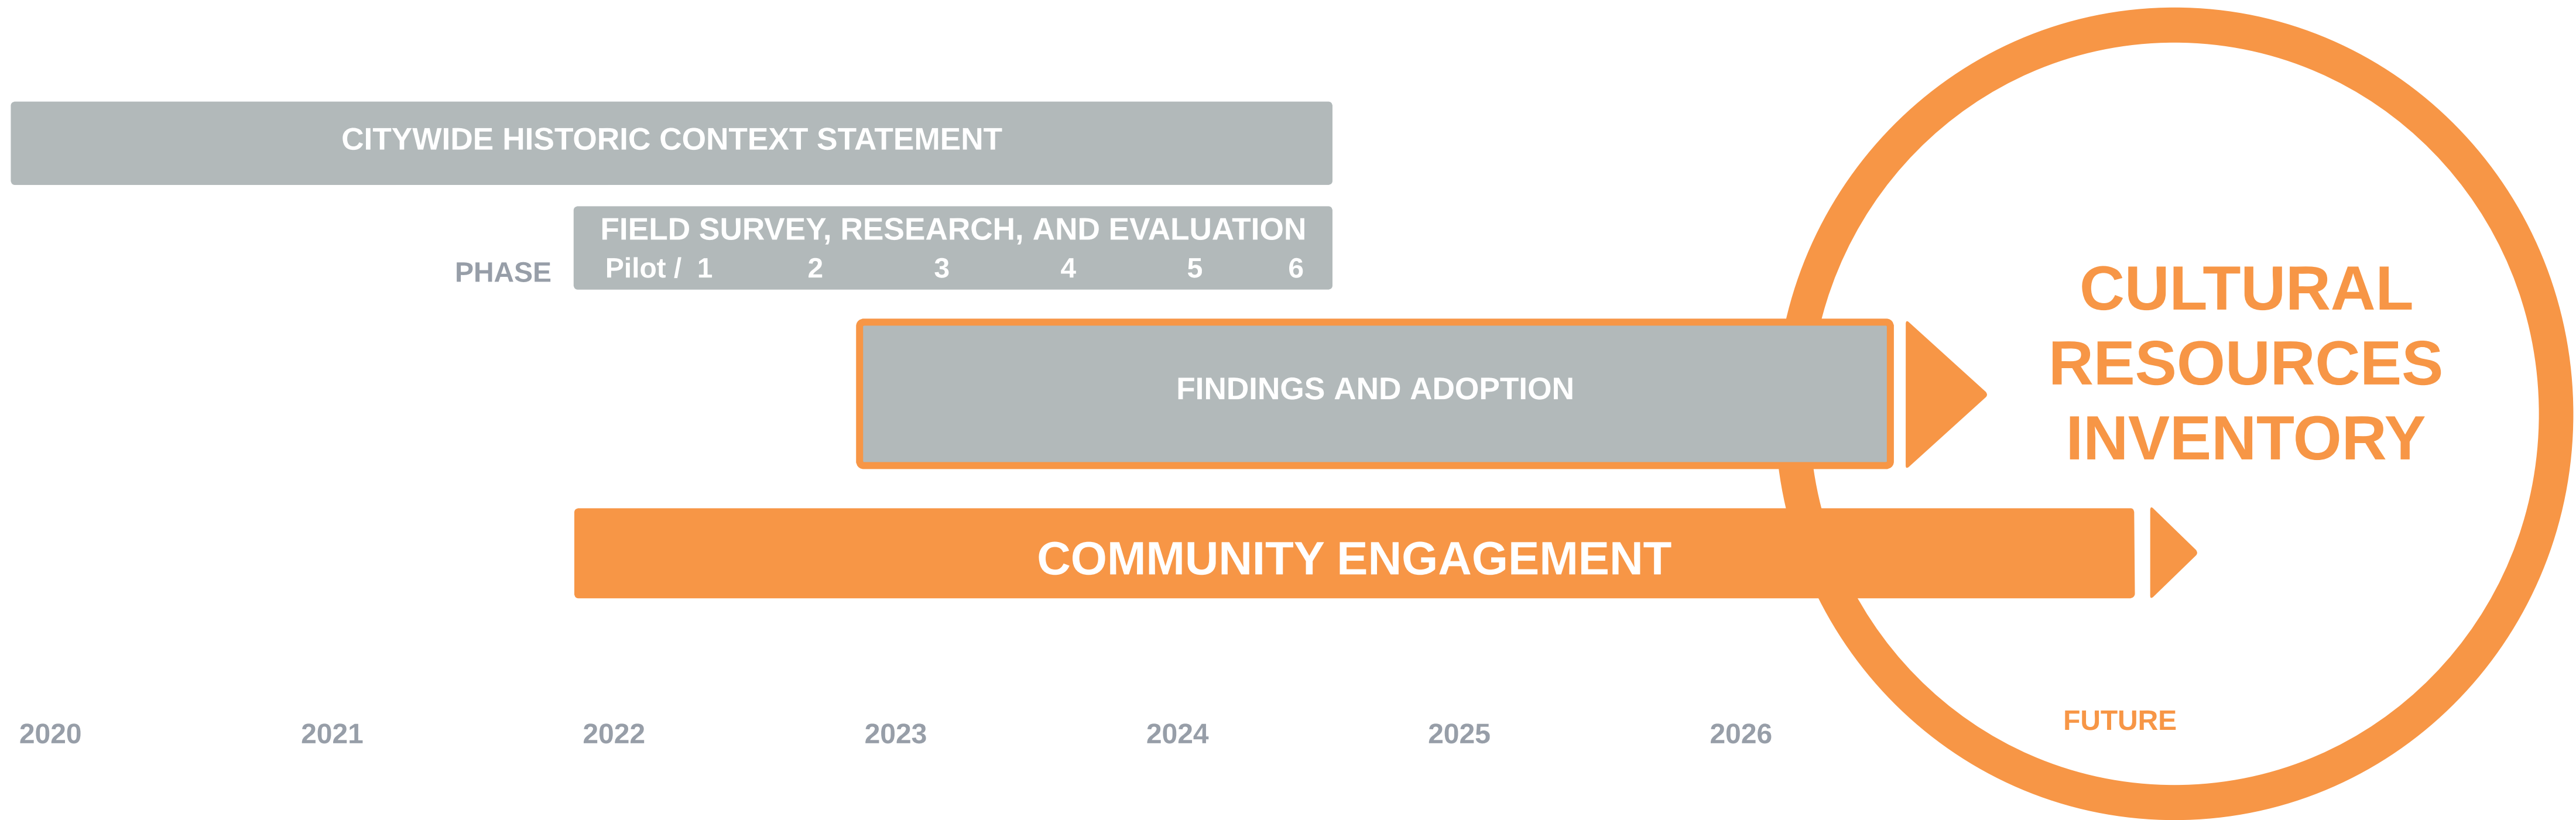 CITYWIDE HISTORIC CONTEXT STATEMENT
FIELD SURVEY, RESEARCH, AND EVALUATION
PHASE Pilot / 1 2 3 4 5 6
FINDINGS AND ADOPTION
CULTURAL
RESOURCES
INVENTORY
COMMUNITY ENGAGEMENT
2020 2021 2022 2023 2024 2025 2026 FUTURE